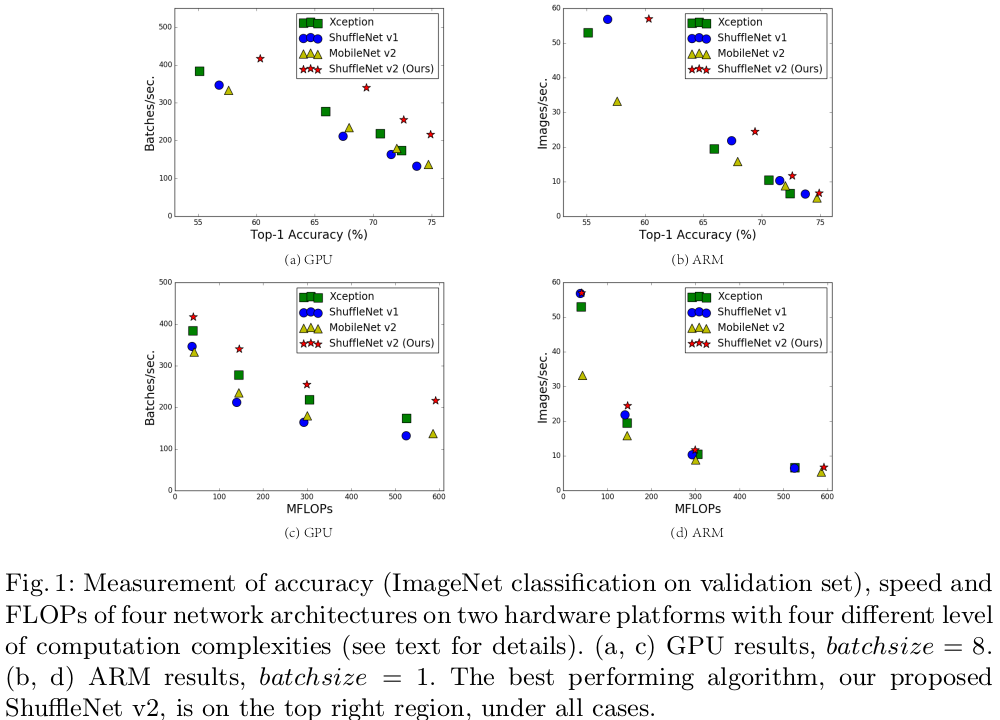 500
400
300
200
100
0
Batches/sec.
Xception
ShuffleNet v1
MobileNet v2
ShuffleNet v2 (Ours)
55 60 65 70 75
Top-1 Accuracy (%)
(a) GPU
60
50
40
30
20
10
0
Images/sec.
Xception
ShuffleNet v1
MobileNet v2
ShuffleNet v2 (Ours)
55 60 65 70 75
Top-1 Accuracy (%)
(b) ARM
500
400
300
200
100
0
Batches/sec.
Xception
ShuffleNet v1
MobileNet v2
ShuffleNet v2 (Ours)
0 100 200 300 400 500 600
MFLOPs
(c) GPU
60
50
40
30
20
10
0
Images/sec.
Xception
ShuffleNet v1
MobileNet v2
ShuffleNet v2 (Ours)
0 100 200 300 400 500 600
MFLOPs
(d) ARM
Fig. 1: Measurement of accuracy (ImageNet classification on validation set), speed and
FLOPs of four network architectures on two hardware platforms with four different level
of computation complexities (see text for details). (a, c) GPU results, batchsize = 8.
(b, d) ARM results, batchsize = 1. The best performing algorithm, our proposed
ShuffleNet v2, is on the top right region, under all cases.